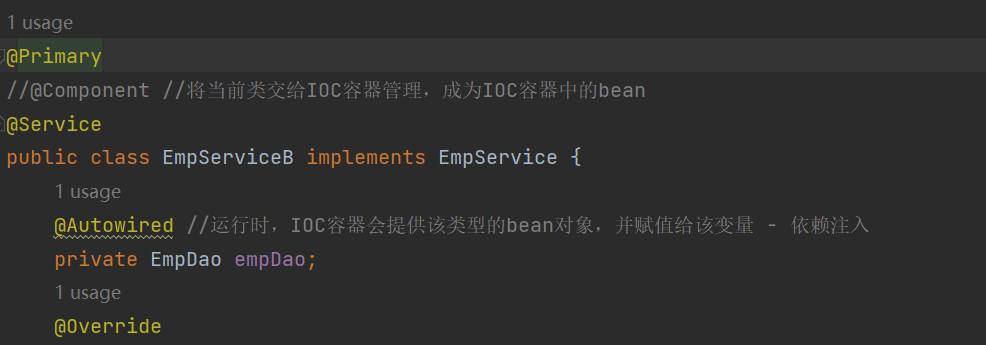 1 usage
@Primary
//@Component //将当前类交给IOC容器管理，成为IOC容器中的bean
@Service
public class EmpServiceB implements EmpService {
1 usage
@Autowired //运行时，IOC容器会提供该类型的bean对象，并赋值给该变量 - 依赖注入
private EmpDao empDao;
1 usage
@Override